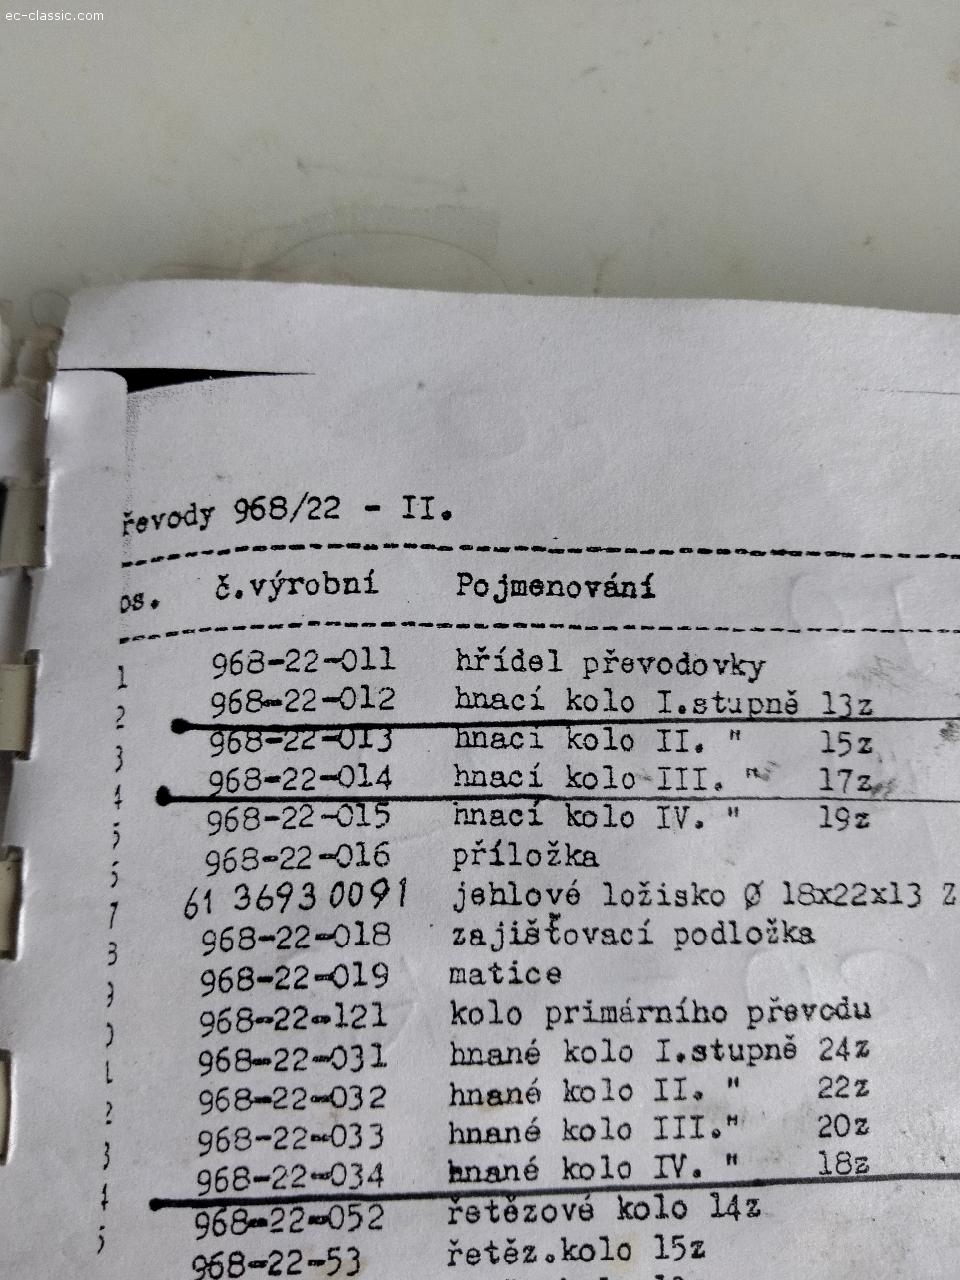 ec-classic.com
řevody 968/22 - II.
os. č.výrobní Pojmenování
1 968-22-011 hřídel převodovky
2 968-22-012 hnací kolo I.stupně 13z
3 968-22-013 hnací kolo II. " 15z
4 968-22-014 hnací kolo III. " 17z
5 968-22-015 hnací kolo IV. " 19z
968-22-016 příložka
7 61 3693 0091 jehlové ložisko Ø 18x22x13 Z
968-22-018 zajišťovací podložka
968-22-019 matice
968-22-121 kolo primárního převodu
968-22-031 hnané kolo I.stupně 24z
2 968-22-032 hnané kolo II. " 22z
3 968-22-033 hnané kolo III." 20z
4 968-22-034 hnané kolo IV. " 18z
5 968-22-052 řetězové kolo 14z
968-22-53 řetěz.kolo 15z